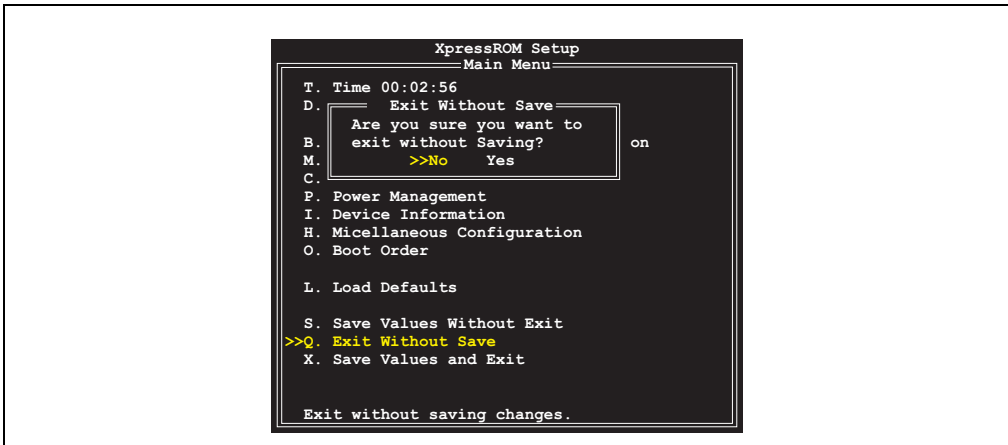 XpressROM Setup
Main Menu
T. Time 00:02:56
D.
Exit Without Save
Are you sure you want to
B. exit without Saving? on
M. >>No Yes
C.
P. Power Management
I. Device Information
H. Micellaneous Configuration
O. Boot Order
L. Load Defaults
S. Save Values Without Exit
>>Q. Exit Without Save
X. Save Values and Exit
Exit without saving changes.